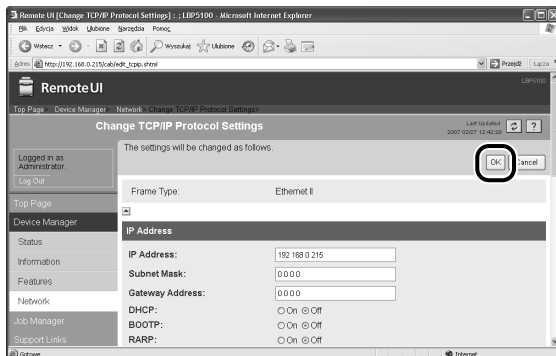 Remote UI [Change TCP/IP Protocol Settings] : ; LBP5100 - Microsoft Internet Explorer
Plik Edycja Widok Ulubione Narzędzia Pomoc
Wstecz Wyszukaj Ulubione
Adres http://192.168.0.215/cab/edit_tcpip.shtml Przejdź Łącza
Remote UI LBP5100
Top Page> Device Manager> Network> Change TCP/IP Protocol Settings>
Change TCP/IP Protocol Settings
Last Updated
2007 02/27 12:42:26
Logged in as
Administrator.
Log Out
The settings will be changed as follows.
OK Cancel
Top Page
Device Manager
Status
Information
Features
Network
Job Manager
Support Links
Frame Type: Ethernet II
IP Address
IP Address: 192.168.0.215
Subnet Mask: 0.0.0.0
Gateway Address: 0.0.0.0
DHCP: On Off
BOOTP: On Off
RARP: On Off
Gotowe Internet